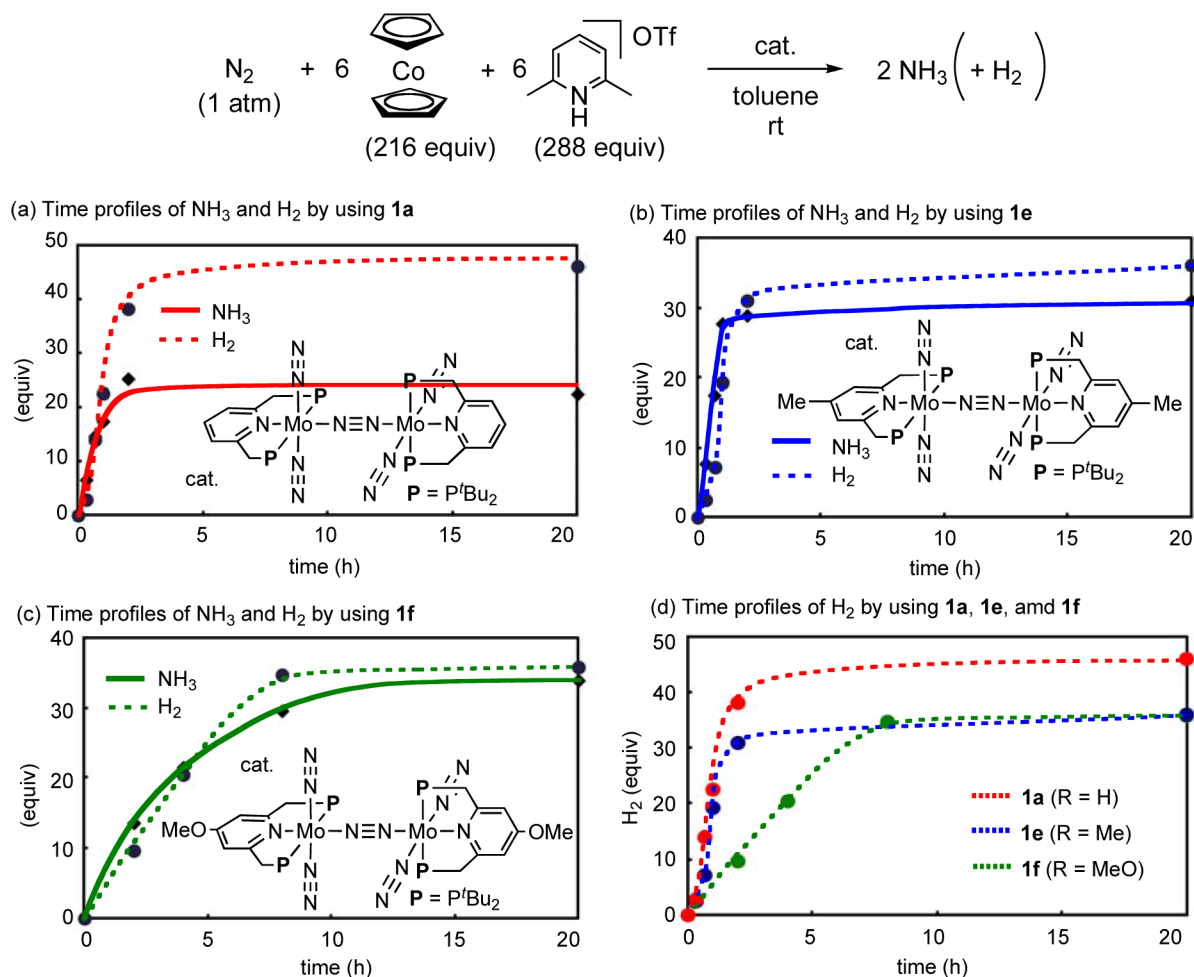 N2 + 6 Co + 6 N H ] OTf cat. 2 NH3 ( + H2 )
(1 atm) toluene
rt
(216 equiv) (288 equiv)
(a) Time profiles of NH3 and H2 by using 1a
50
40
30
20
10
0
(equiv)
NH3
H2
cat.
N≡N
P
N Mo N≡N Mo N
P
N≡N
P
P
N≡N
N≡N
cat.
P = PtBu2
0 5 10 15 20
time (h)
(b) Time profiles of NH3 and H2 by using 1e
40
30
20
10
0
(equiv)
cat.
N≡N
P
Me N Mo N≡N Mo N Me
P
N≡N
P
P
N≡N
N≡N
NH3
H2
P = PtBu2
0 5 10 15 20
time (h)
(c) Time profiles of NH3 and H2 by using 1f
40
30
20
10
0
(equiv)
NH3
H2
cat.
N≡N
P
MeO N Mo N≡N Mo N OMe
P
N≡N
P
P
N≡N
N≡N
P = PtBu2
0 5 10 15 20
time (h)
(d) Time profiles of H2 by using 1a, 1e, amd 1f
50
40
30
20
10
0
H2 (equiv)
1a (R = H)
1e (R = Me)
1f (R = MeO)
0 5 10 15 20
time (h)